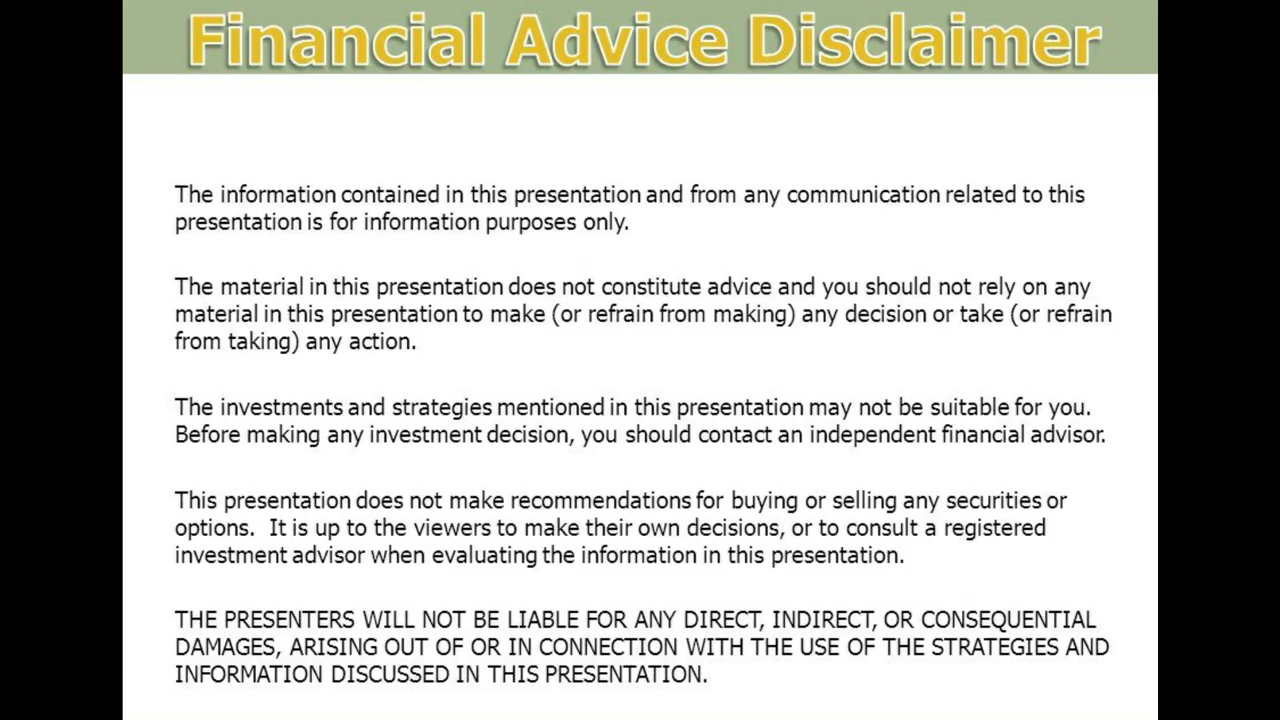 Financial Advice Disclaimer
The information contained in this presentation and from any communication related to this
presentation is for information purposes only.
The material in this presentation does not constitute advice and you should not rely on any
material in this presentation to make (or refrain from making) any decision or take (or refrain
from taking) any action.
The investments and strategies mentioned in this presentation may not be suitable for you.
Before making any investment decision, you should contact an independent financial advisor.
This presentation does not make recommendations for buying or selling any securities or
options. It is up to the viewers to make their own decisions, or to consult a registered
investment advisor when evaluating the information in this presentation.
THE PRESENTERS WILL NOT BE LIABLE FOR ANY DIRECT, INDIRECT, OR CONSEQUENTIAL
DAMAGES, ARISING OUT OF OR IN CONNECTION WITH THE USE OF THE STRATEGIES AND
INFORMATION DISCUSSED IN THIS PRESENTATION.